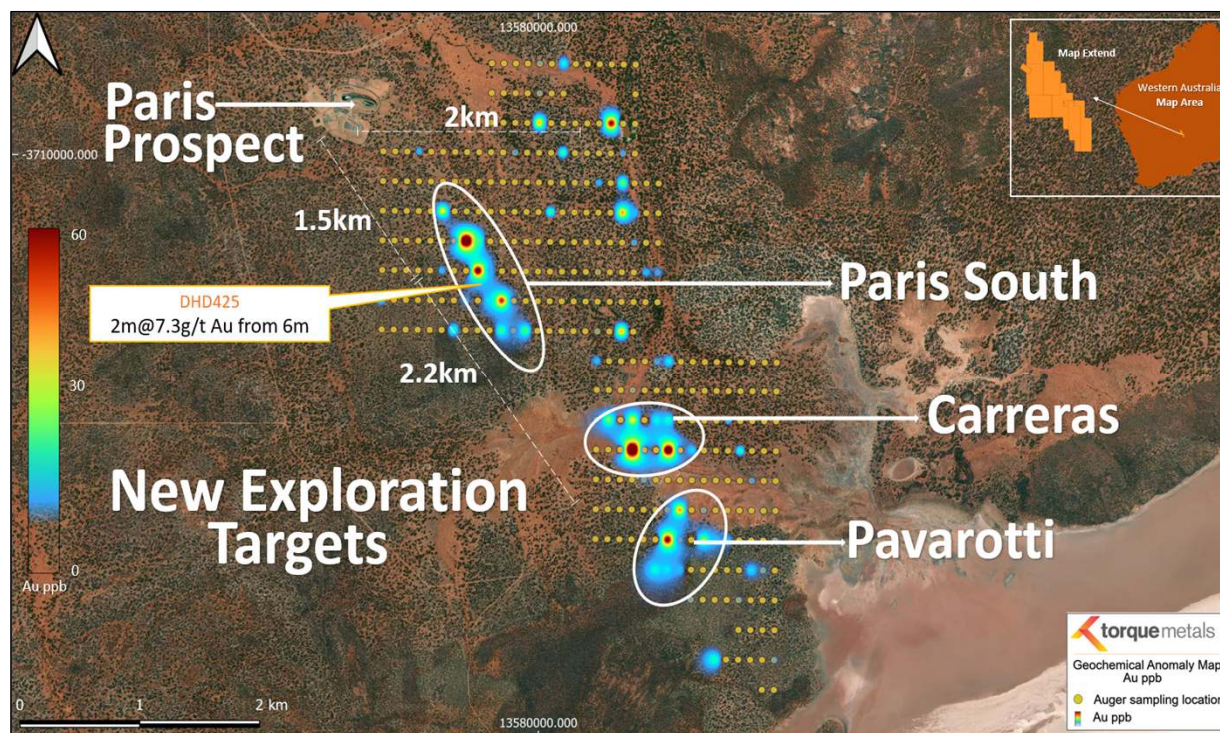 13580000.000
Map Extend
Western Australia
Map Area
Paris
Prospect
2km
-3710000.000
1.5km
60
Paris South
DHD425
2m@7.3g/t Au from 6m
2.2km
30
Carreras
New Exploration
Targets
Pavarotti
0
Au ppb
torquemetals
Geochemical Anomaly Map
Au ppb
Auger sampling location
Au ppb
0 1 2 km
13580000.000